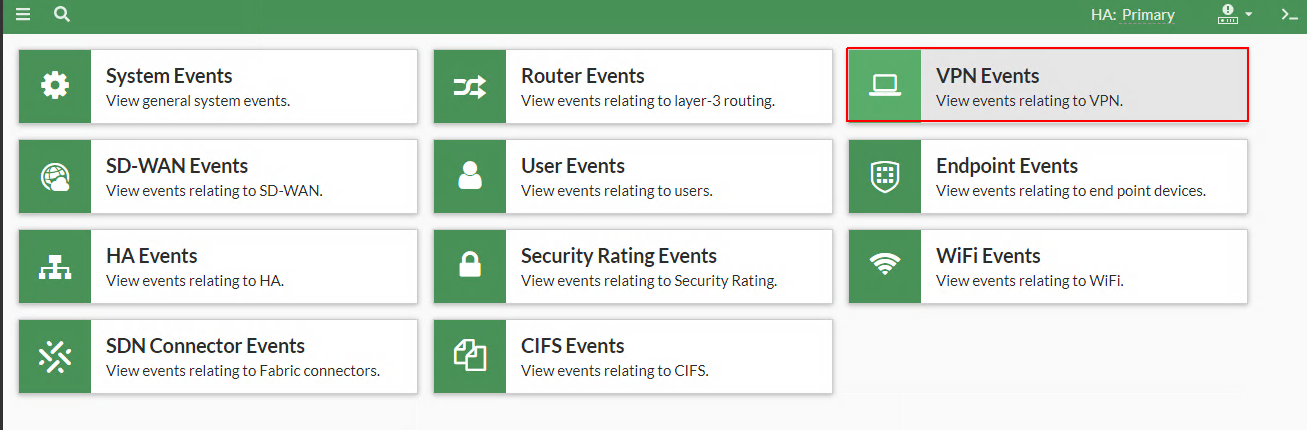 HA: Primary
System Events
View general system events.
Router Events
View events relating to layer-3 routing.
VPN Events
View events relating to VPN.
SD-WAN Events
View events relating to SD-WAN.
User Events
View events relating to users.
Endpoint Events
View events relating to end point devices.
HA Events
View events relating to HA.
Security Rating Events
View events relating to Security Rating.
WiFi Events
View events relating to WiFi.
SDN Connector Events
View events relating to Fabric connectors.
CIFS Events
View events relating to CIFS.